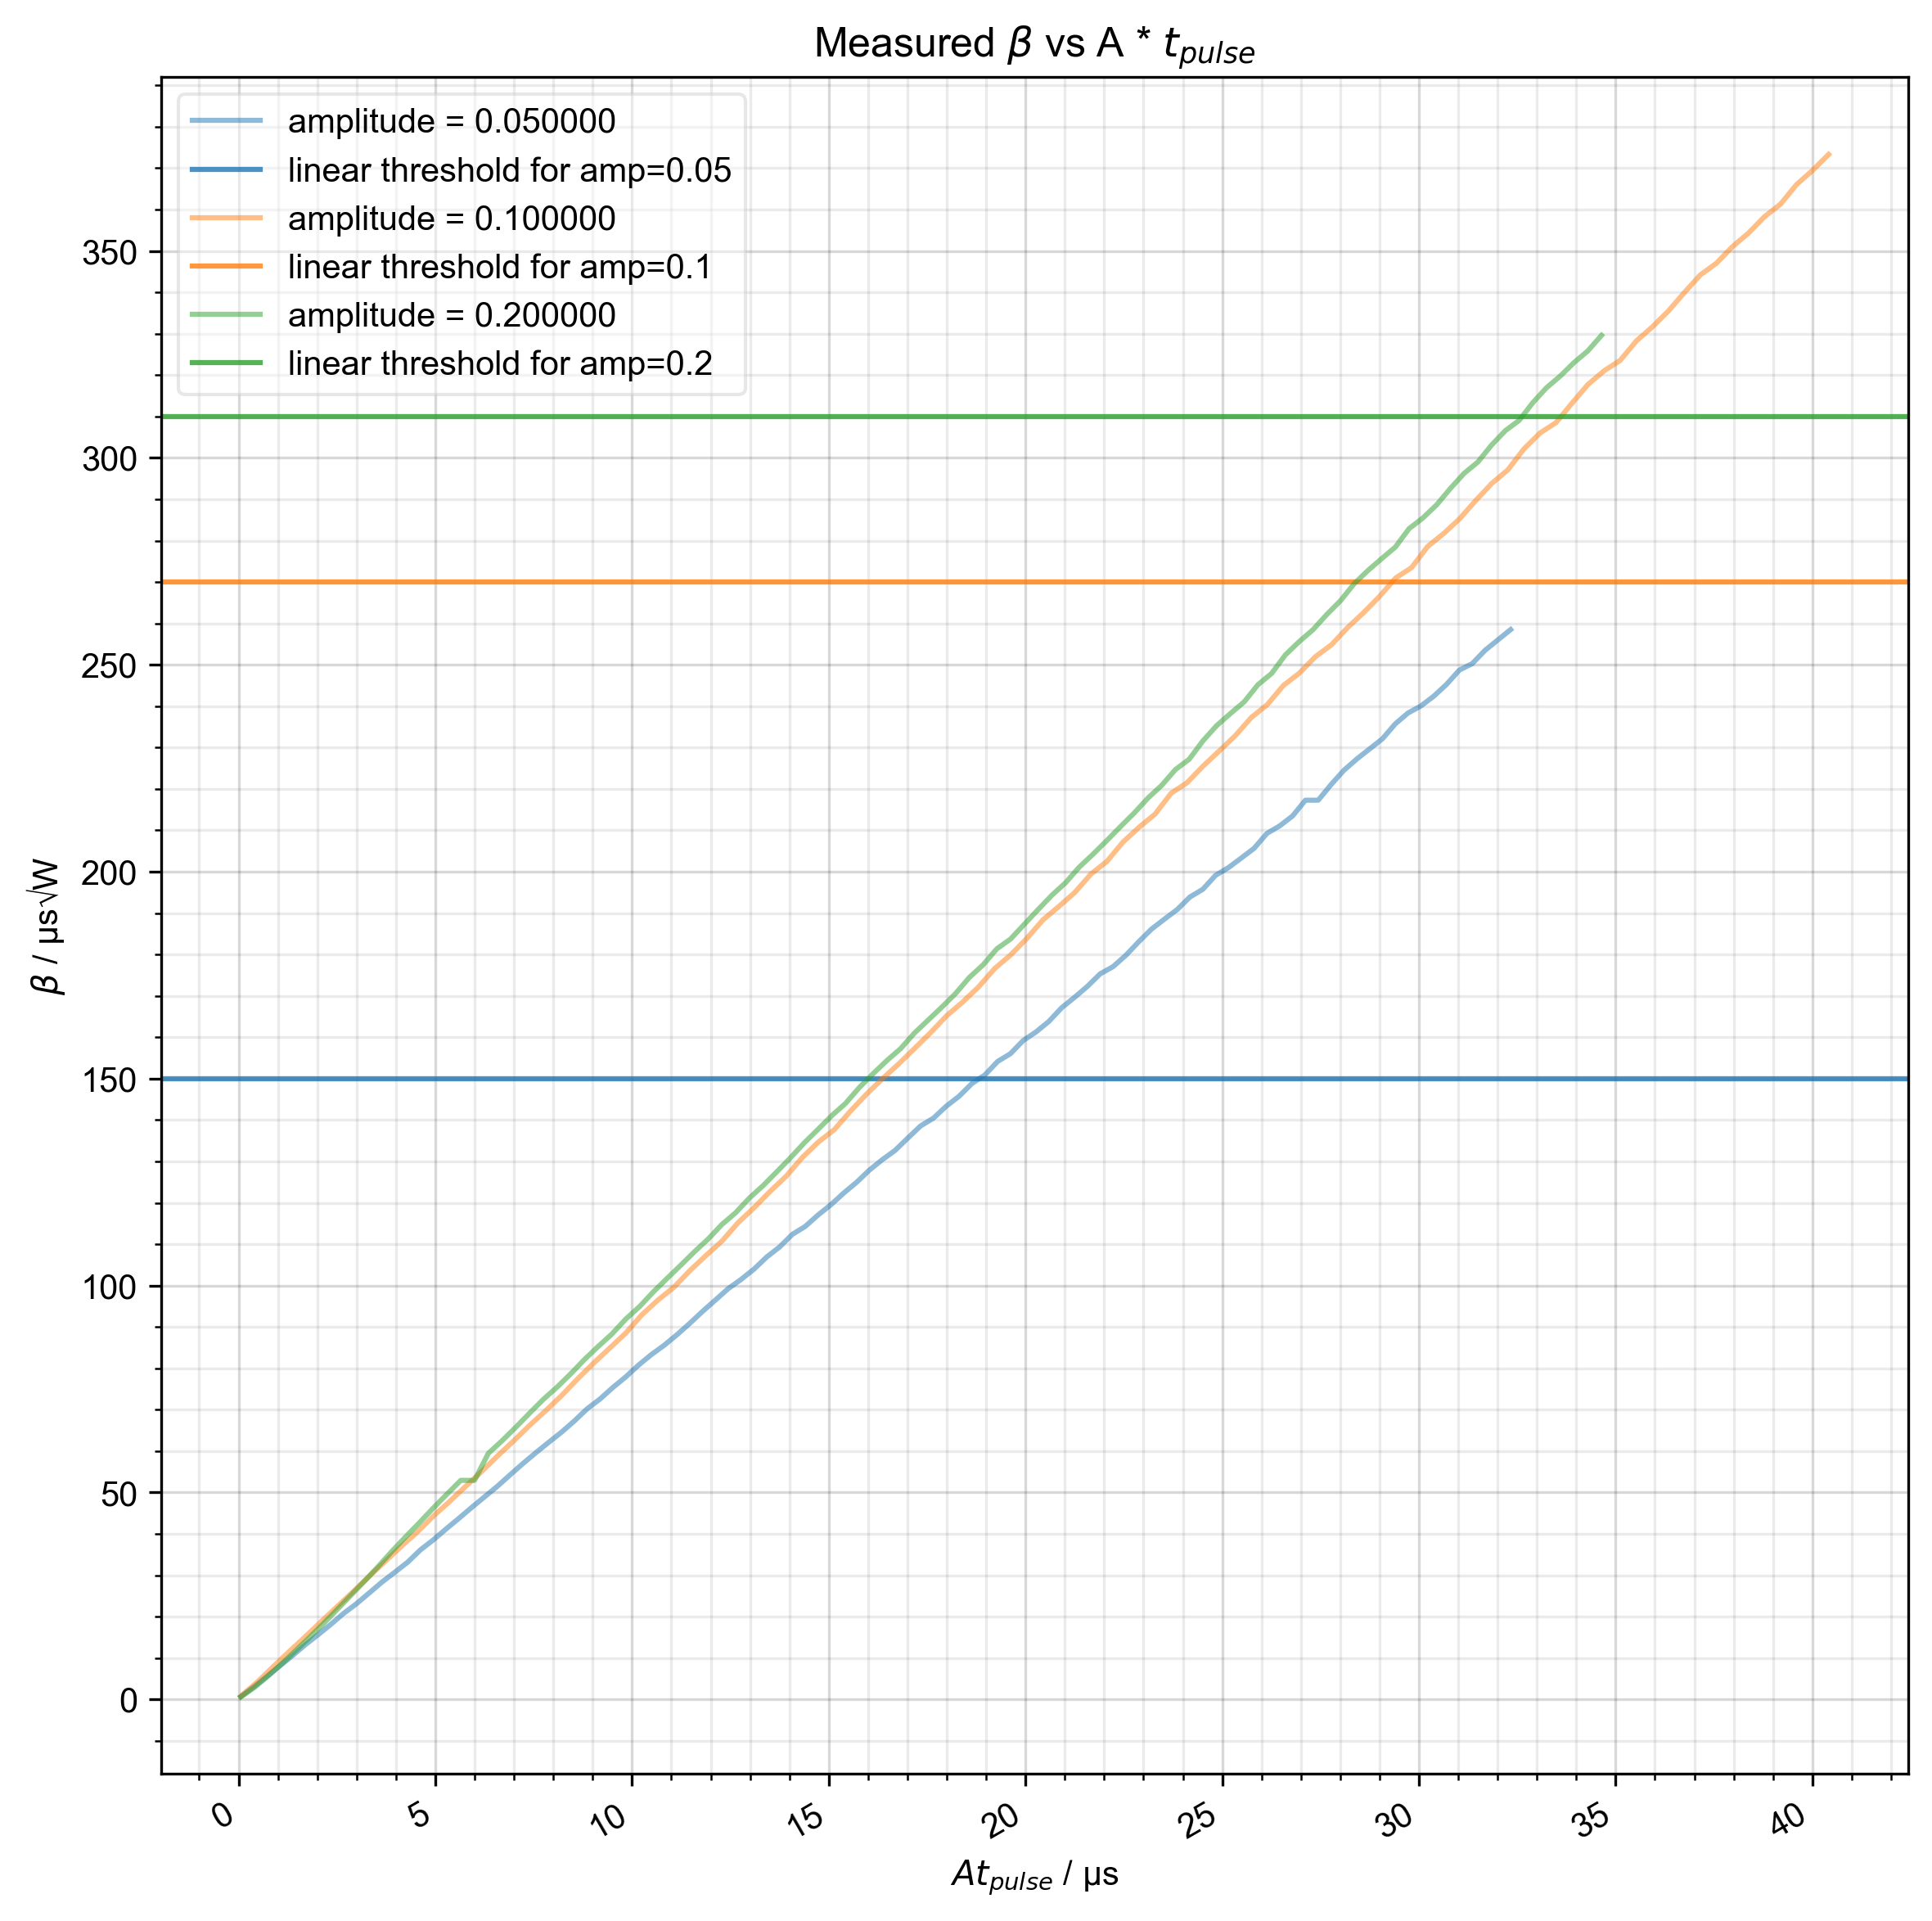 Measured β vs A * t_pulse
amplitude = 0.050000
linear threshold for amp=0.05
amplitude = 0.100000
linear threshold for amp=0.1
amplitude = 0.200000
linear threshold for amp=0.2
350
300
250
200
150
100
50
0
β / µs√W
0 5 10 15 20 25 30 35 40
At_pulse / µs